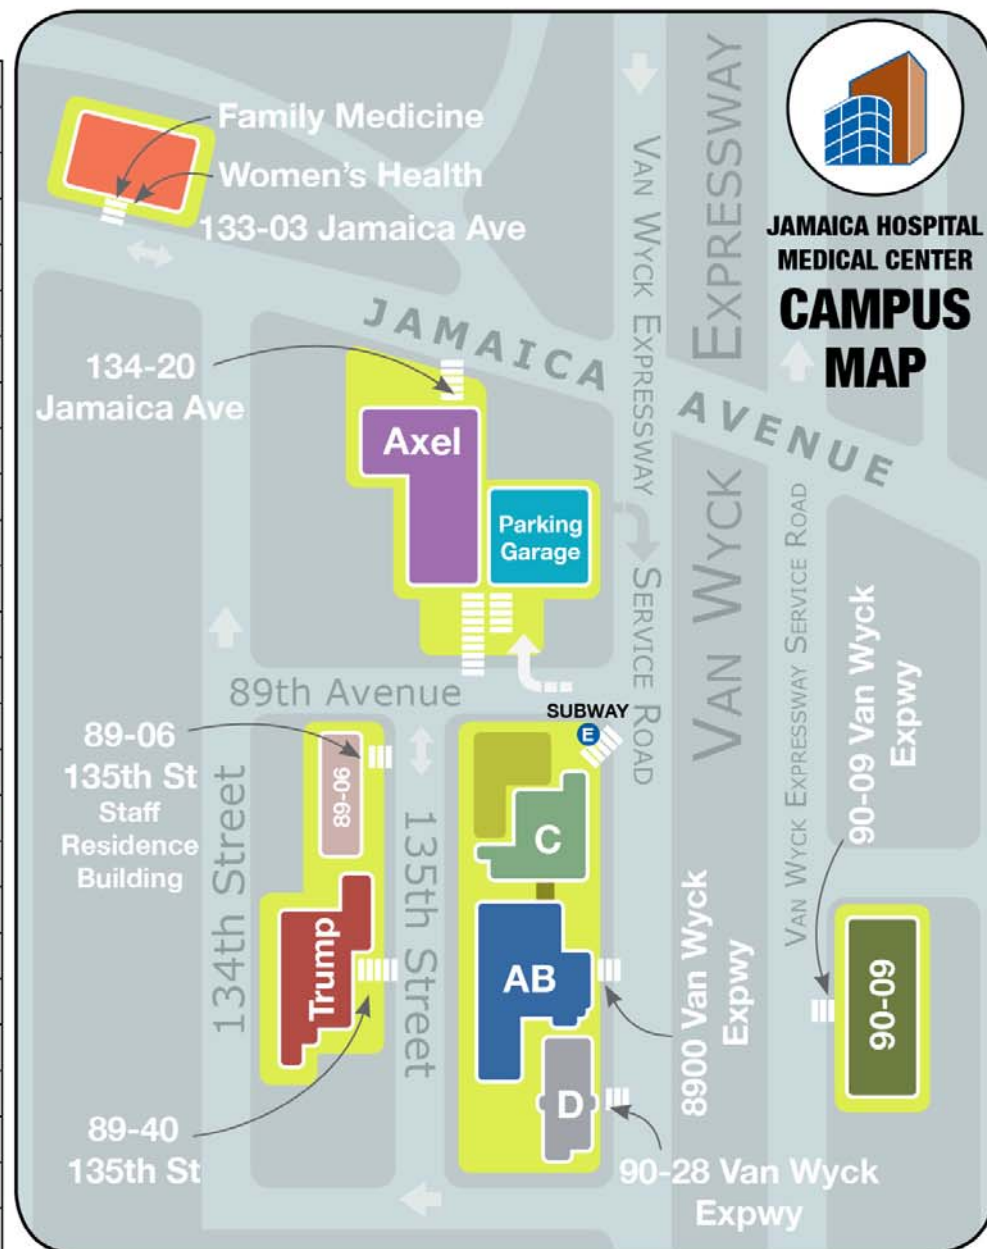 JAMAICA HOSPITAL
MEDICAL CENTER
CAMPUS
MAP
Family Medicine
Women's Health
133-03 Jamaica Ave
VAN WYCK EXPRESSWAY SERVICE ROAD
VAN WYCK EXPRESSWAY
JAMAICA AVENUE
134-20
Jamaica Ave
Axel
Parking
Garage
VAN WYCK EXPRESSWAY SERVICE ROAD
90-09 Van Wyck
Expwy
89th Avenue
SUBWAY
E
89-06
135th St
Staff
Residence
Building
89-06
134th Street
135th Street
C
Trump
AB
8900 Van Wyck
Expwy
90-09
D
89-40
135th St
90-28 Van Wyck
Expwy